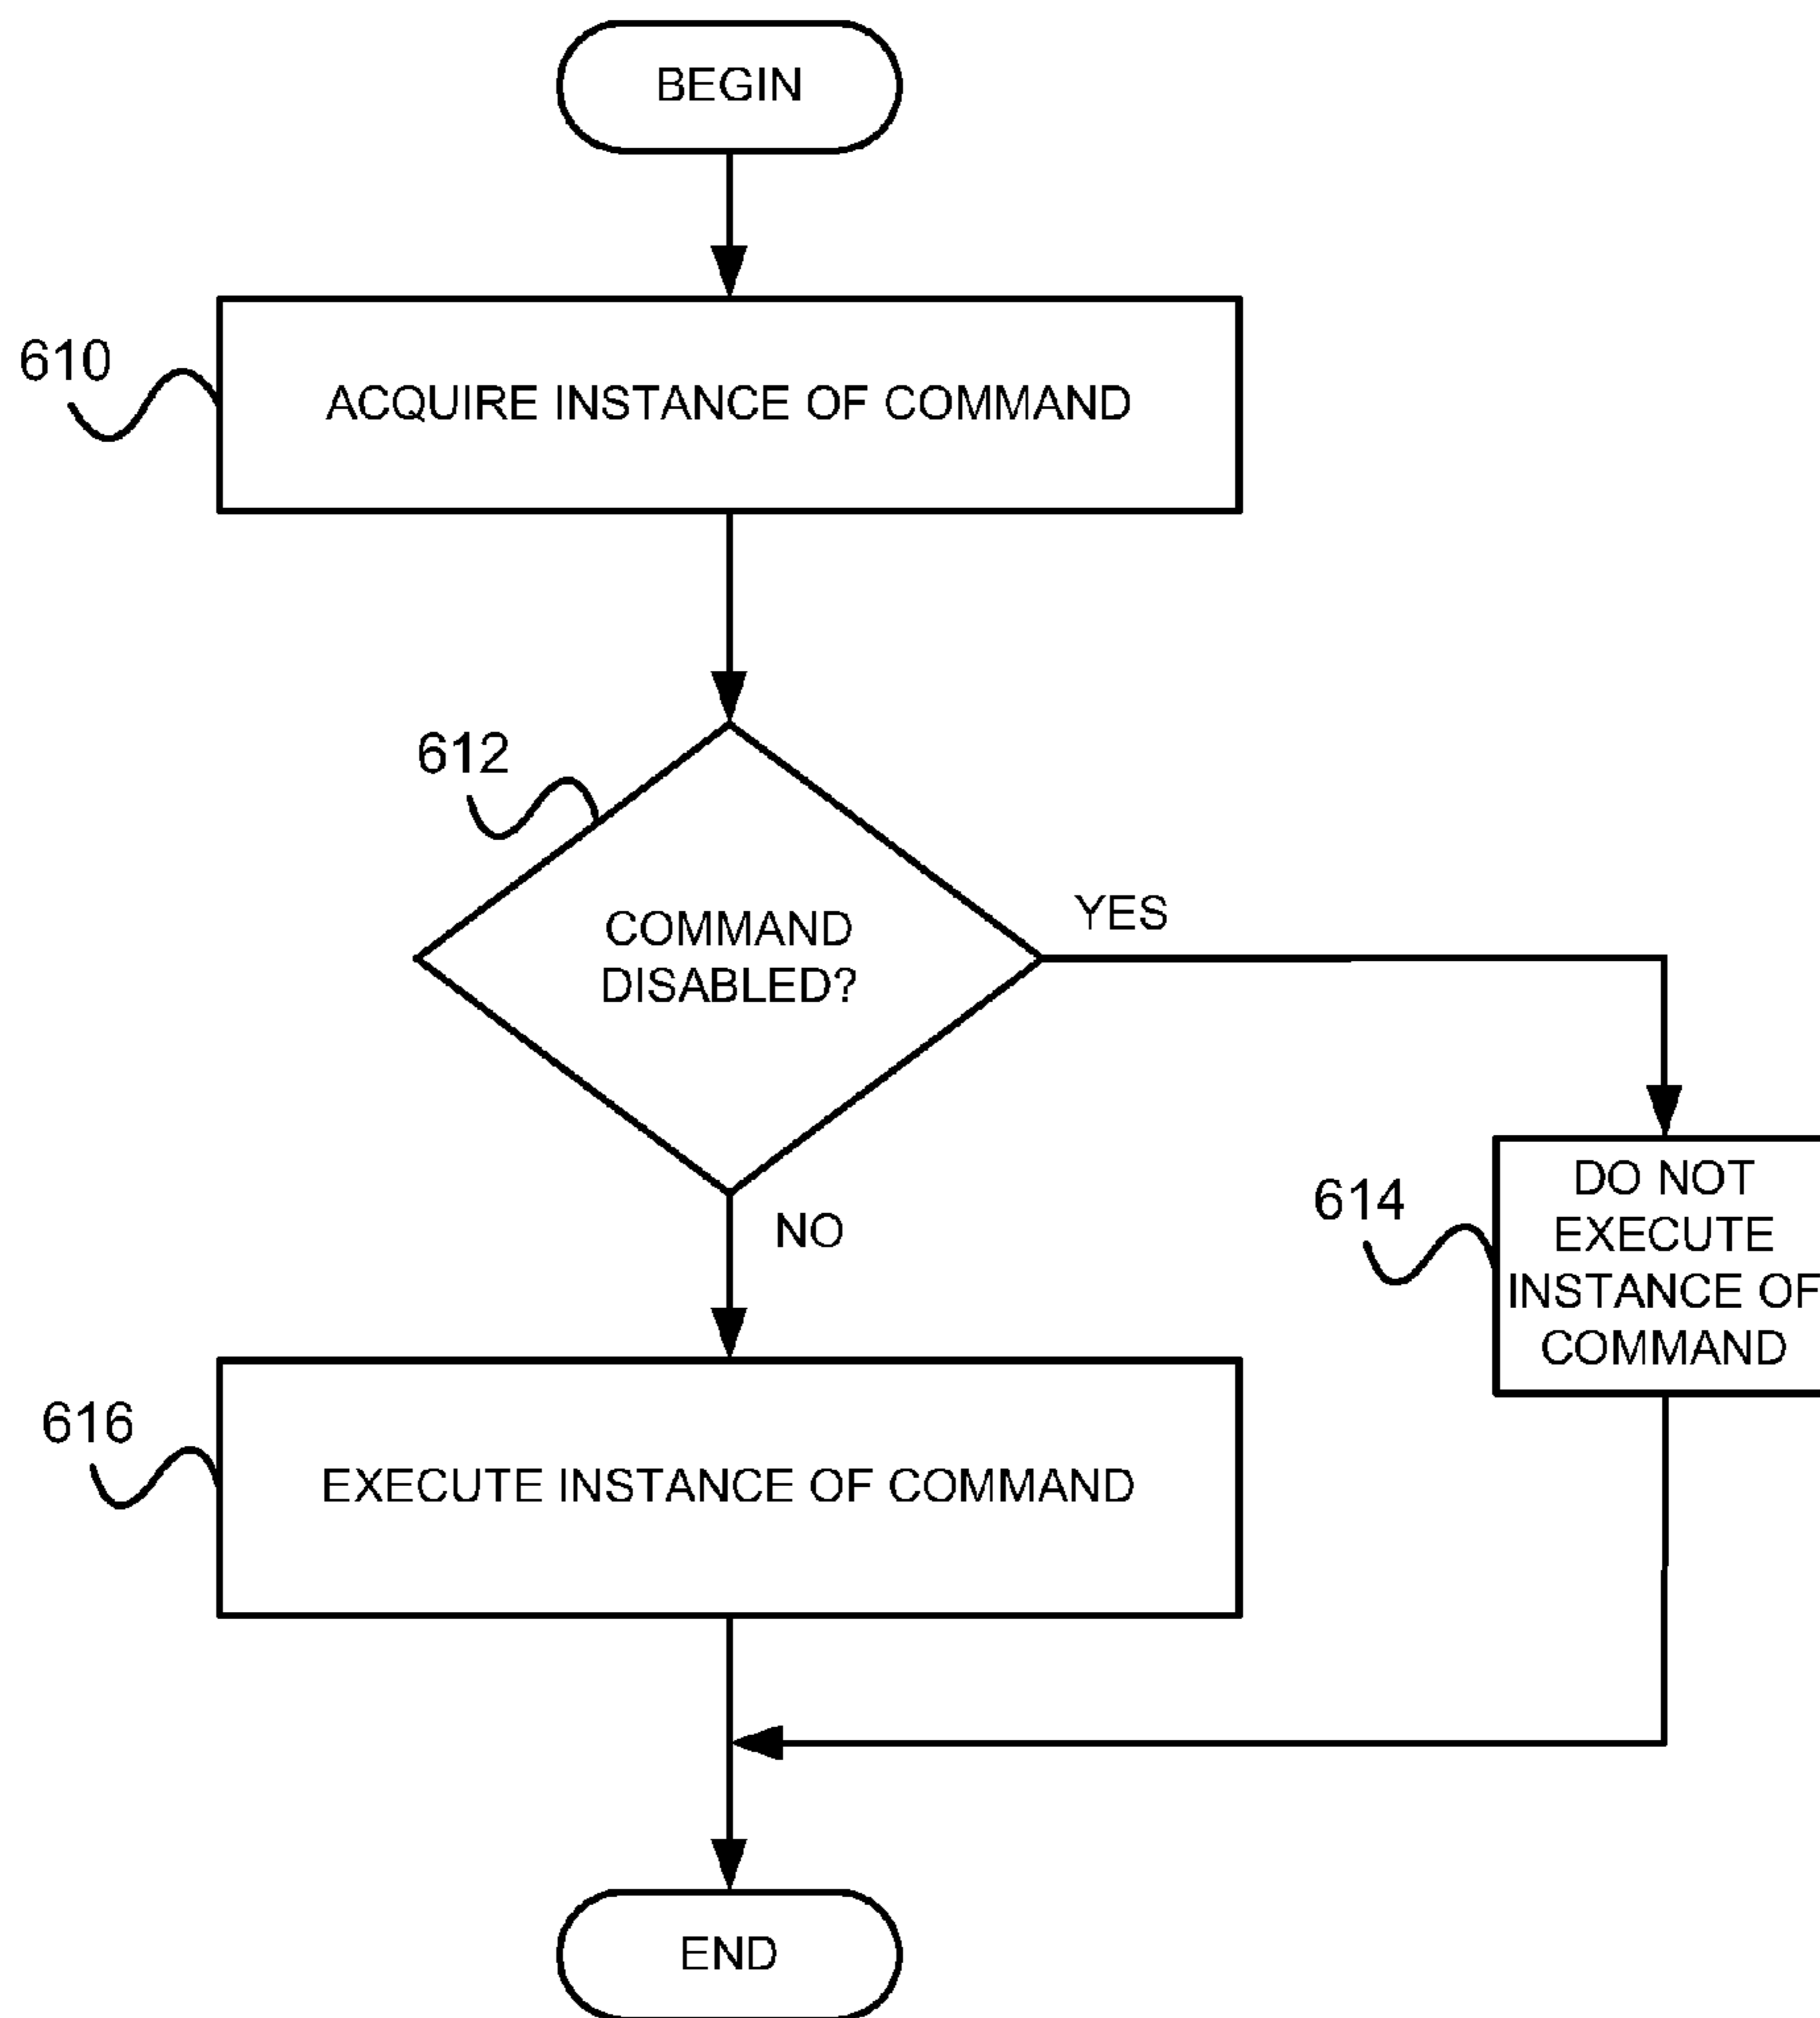 BEGIN
610
ACQUIRE INSTANCE OF COMMAND
612
COMMAND
DISABLED?
YES
NO
614
DO NOT
EXECUTE
INSTANCE OF
COMMAND
616
EXECUTE INSTANCE OF COMMAND
END